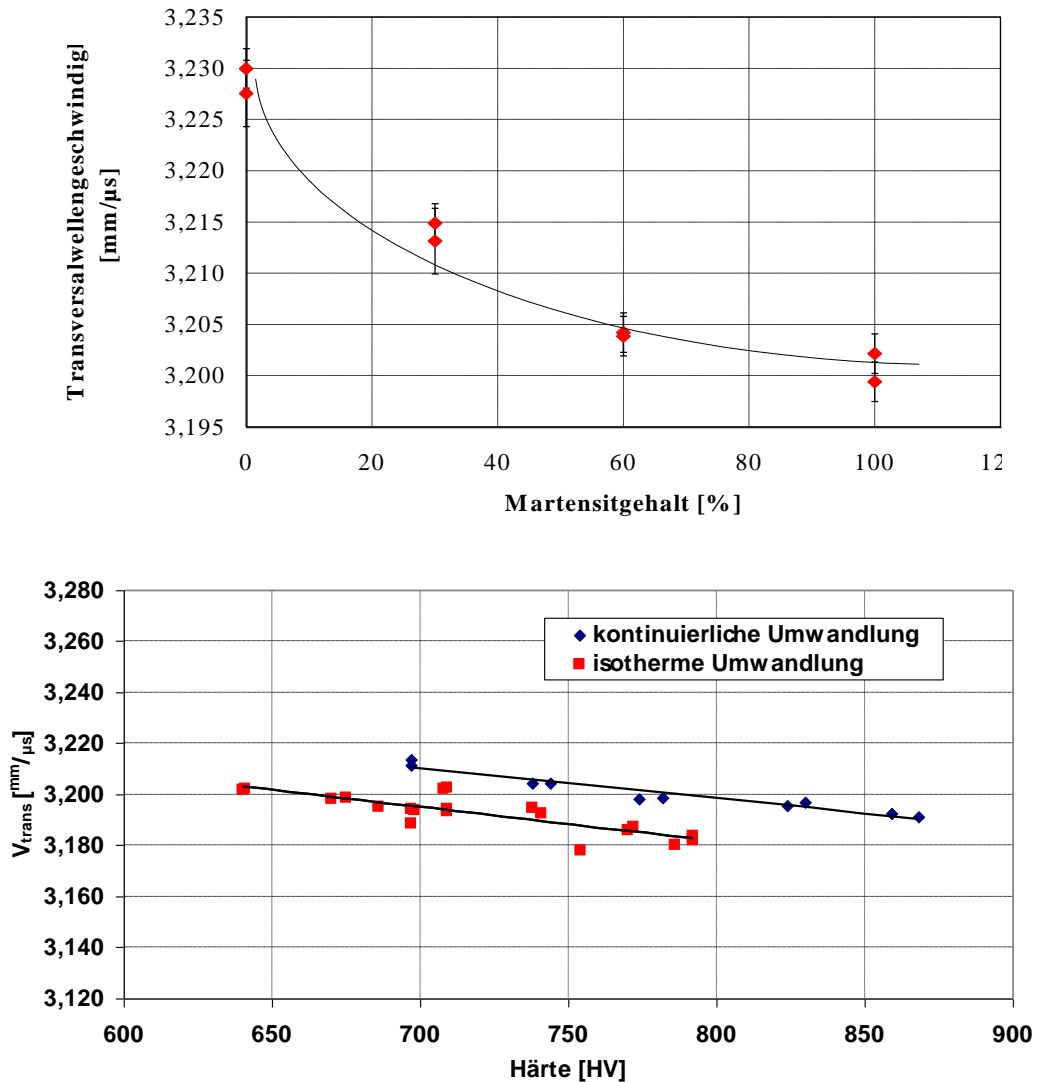 3,235
3,230
3,225
3,220
3,215
3,210
3,205
3,200
3,195
Transversalwellengeschwindig
[mm/µs]
0 20 40 60 80 100 12
Martensitgehalt [%]
3,280
3,260
3,240
3,220
3,200
3,180
3,160
3,140
3,120
Vtrans [mm/µs]
kontinuierliche Umwandlung
isotherme Umwandlung
600 650 700 750 800 850 900
Härte [HV]